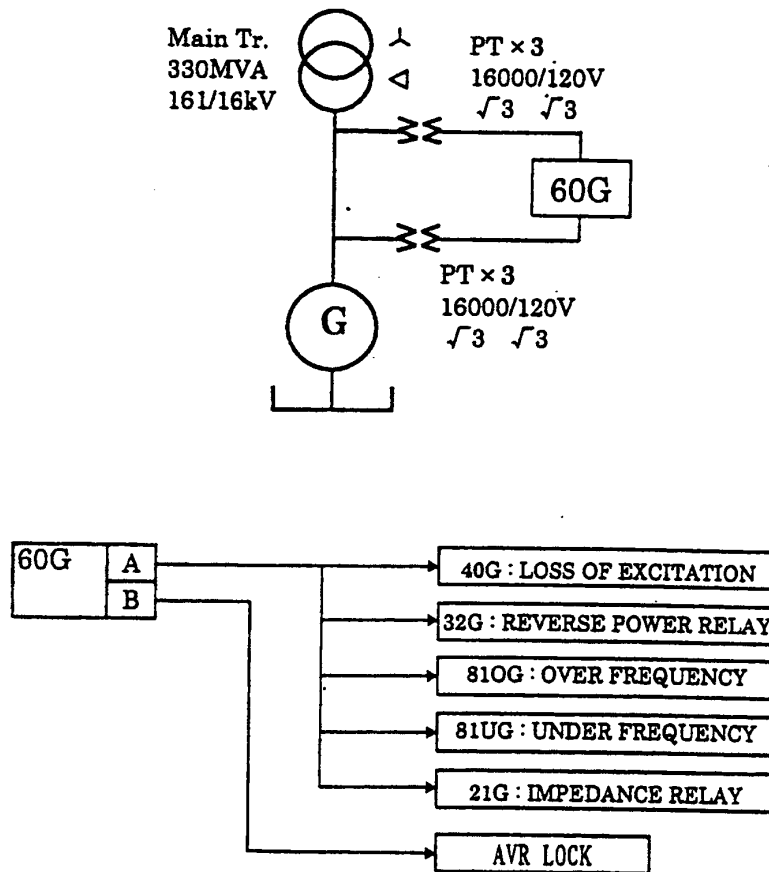 Main Tr.
330MVA
161/16kV
PT × 3
16000/120V
√3 √3
60G
PT × 3
16000/120V
√3 √3
G
60G
A
B
40G : LOSS OF EXCITATION
32G : REVERSE POWER RELAY
81OG : OVER FREQUENCY
81UG : UNDER FREQUENCY
21G : IMPEDANCE RELAY
AVR LOCK